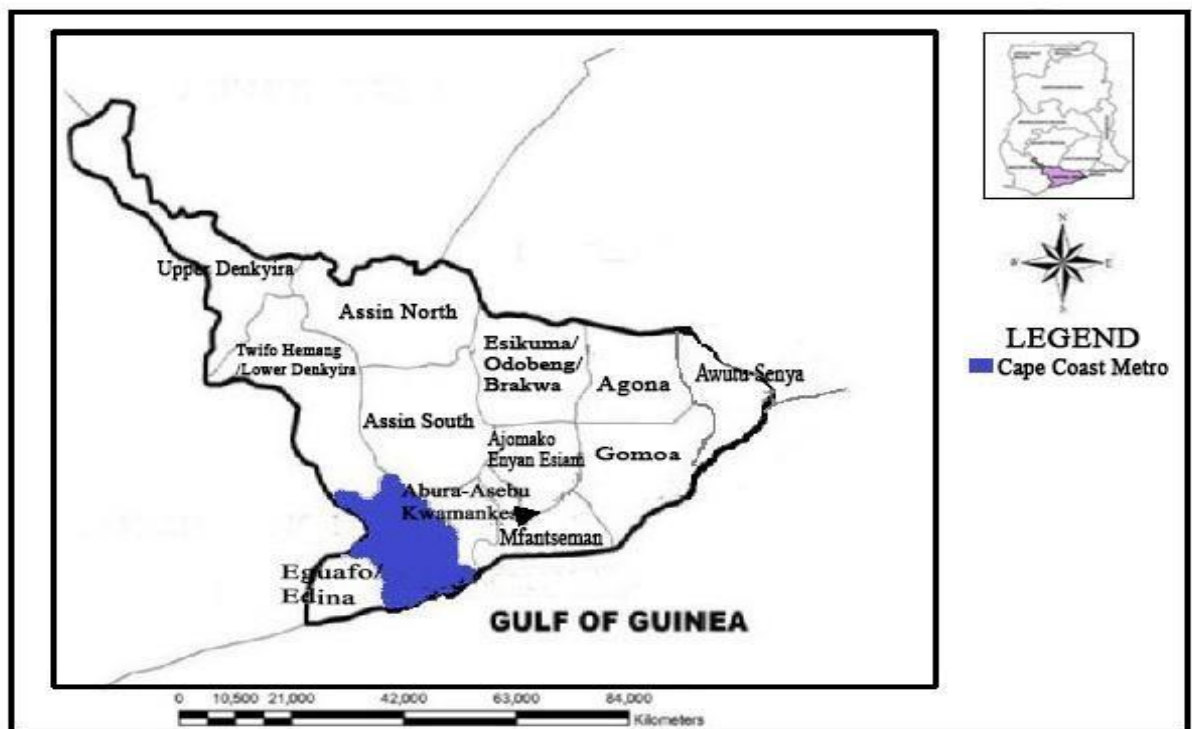 Upper Denkyira
Assin North
Twifo Hemang
/Lower Denkyira
Esikuma/
Odobeng/
Brakwa
Agona
Awutu-Senya
Assin South
Ajomako
Enyan Esiam
Gomoa
Abura-Asebu
Mfantseman
Eguafo/
Edina
GULF OF GUINEA
N
W
E
S
LEGEND
Cape Coast Metro
0 10,500 21,000 42,000 63,000 84,000
Kilometers